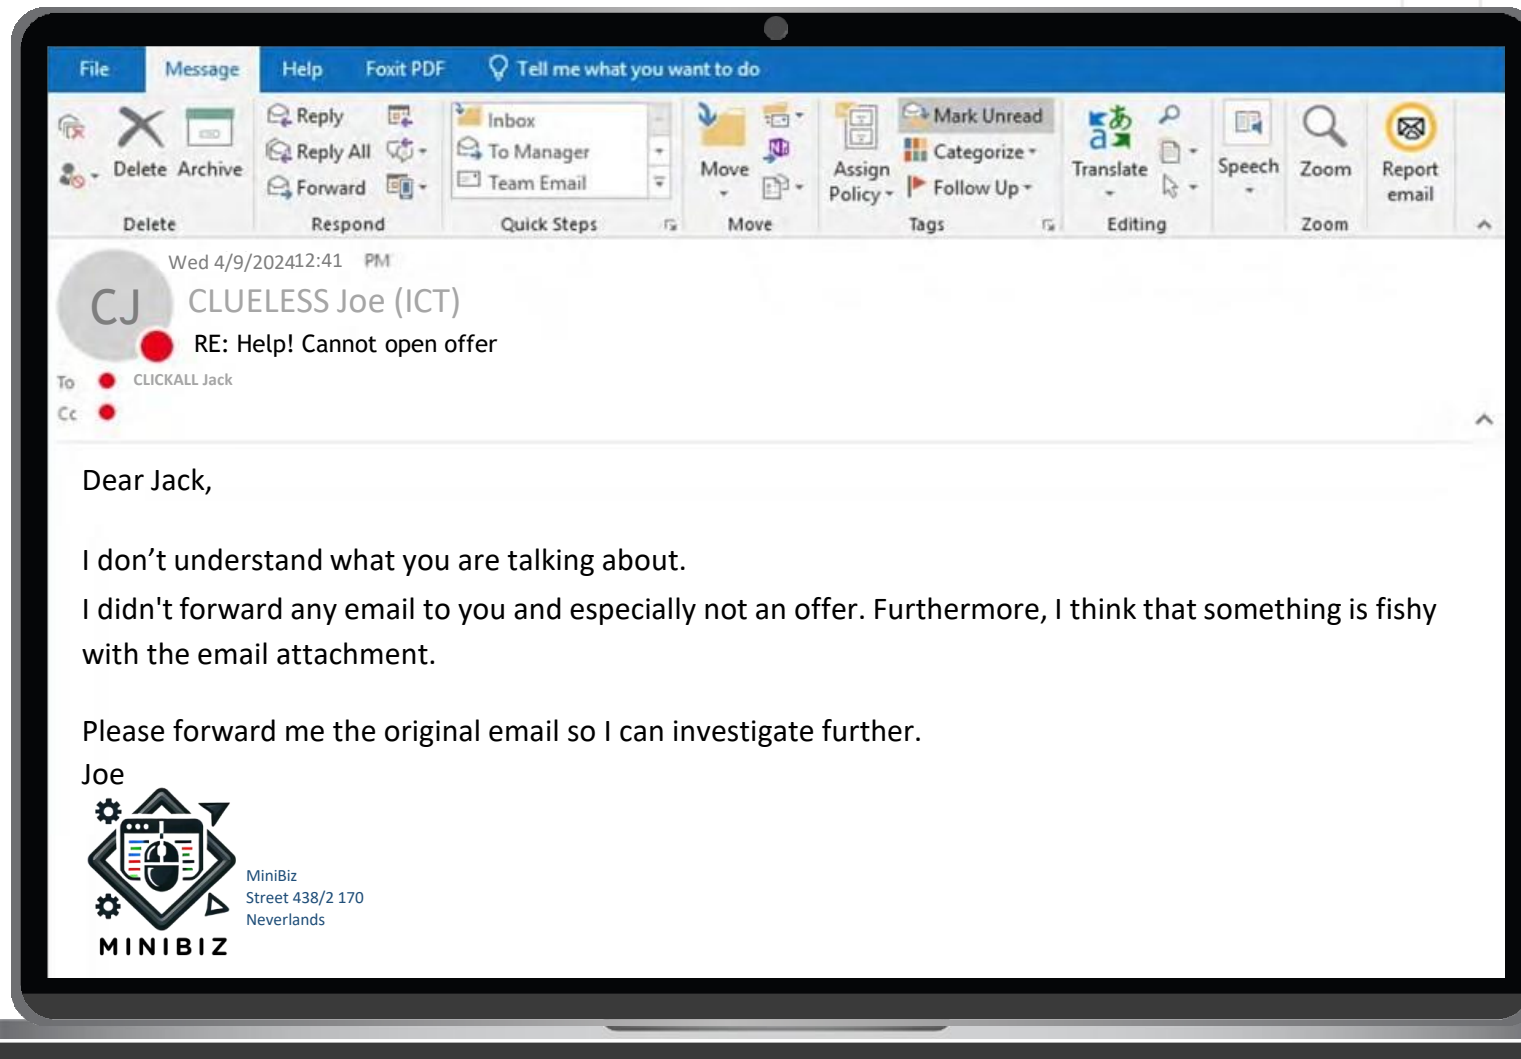 File Message Help Foxit PDF Tell me what you want to do
Reply Inbox Mark Unread
Reply All To Manager Categorize
Delete Archive Forward Team Email Move Assign Policy Follow Up Translate Speech Zoom Report email
Delete Respond Quick Steps Move Tags Editing Zoom
Wed 4/9/202412:41 PM
CJ CLUELESS Joe (ICT)
RE: Help! Cannot open offer
To CLICKALL Jack
Cc
Dear Jack,
I don’t understand what you are talking about.
I didn't forward any email to you and especially not an offer. Furthermore, I think that something is fishy
with the email attachment.
Please forward me the original email so I can investigate further.
Joe
MiniBiz
Street 438/2 170
Neverlands
MINIBIZ